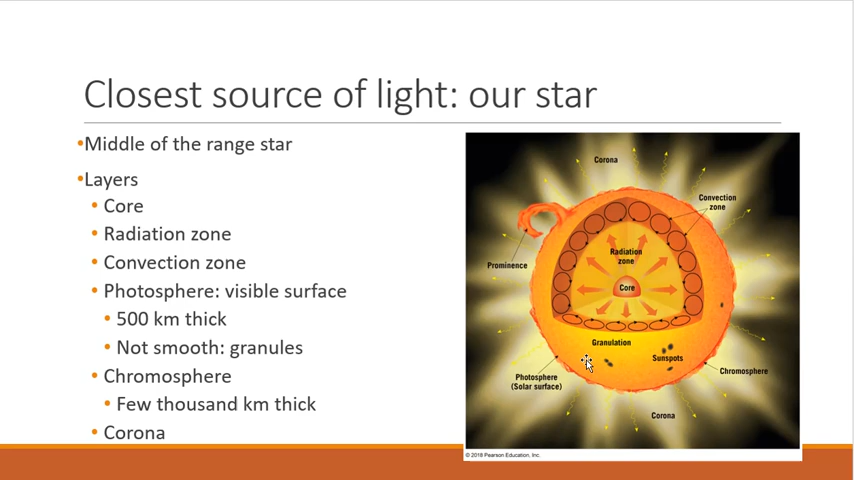 Closest source of light: our star
•Middle of the range star
•Layers
• Core
• Radiation zone
• Convection zone
• Photosphere: visible surface
• 500 km thick
• Not smooth: granules
• Chromosphere
• Few thousand km thick
• Corona
Corona
Convection
zone
Prominence
Radiation
zone
Core
Granulation
Sunspots
Photosphere
(Solar surface)
Chromosphere
Corona
© 2018 Pearson Education, Inc.